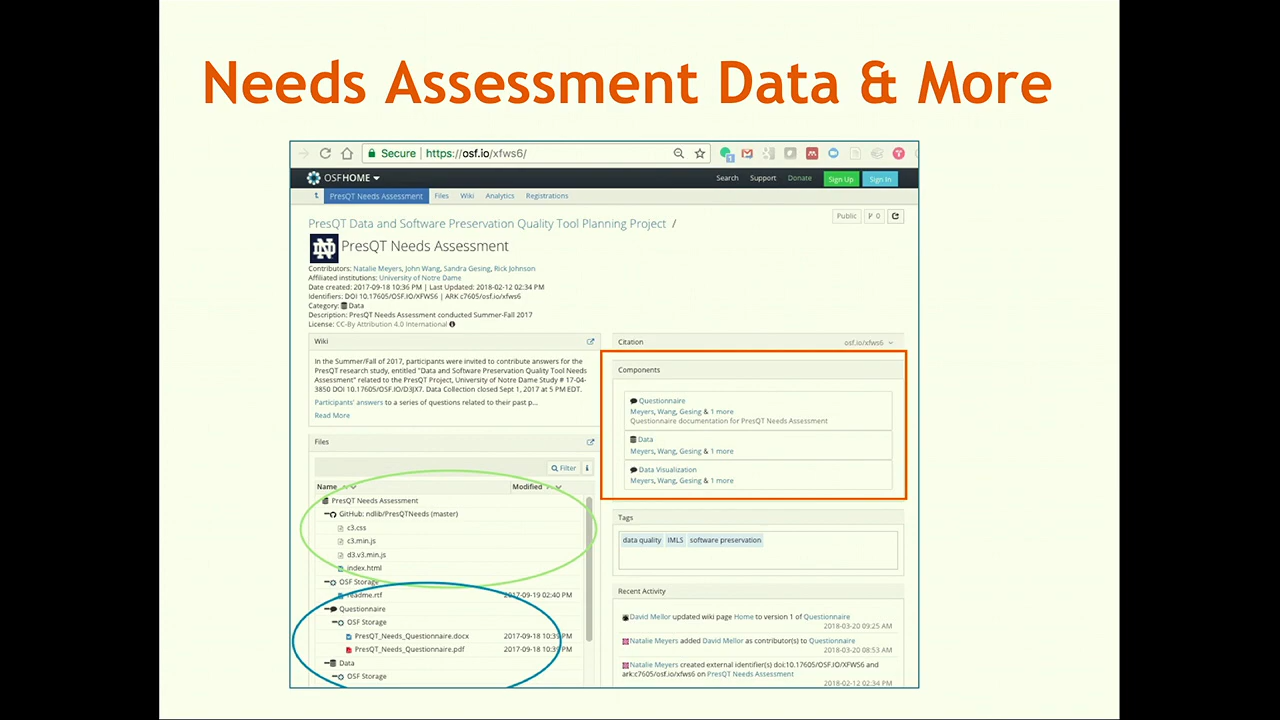 Needs Assessment Data & More
Secure https://osf.io/xfws6/
OSFHOME
Search Support Donate Sign Up Sign In
PresQT Needs Assessment Files Wiki Analytics Registrations
PresQT Data and Software Preservation Quality Tool Planning Project /
Public 0
PresQT Needs Assessment
Contributors: Natalie Meyers, John Wang, Sandra Gesing, Rick Johnson
Affiliated institutions: University of Notre Dame
Date created: 2017-09-18 10:36 PM | Last Updated: 2018-02-12 02:34 PM
Identifiers: DOI 10.17605/OSF.IO/XFWS6 | ARK c7605/osf.io/xfws6
Category: Data
Description: PresQT Needs Assessment conducted Summer-Fall 2017
License: CC-By Attribution 4.0 International
Wiki
In the Summer/Fall of 2017, participants were invited to contribute answers for the
PresQT research study, entitled "Data and Software Preservation Quality Tool Needs
Assessment" related to the PresQT Project, University of Notre Dame Study # 17-04-
3850 DOI 10.17605/OSF.IO/D3JX7. Data Collection closed Sept 1, 2017 at 5 PM EDT.
Participants' answers to a series of questions related to their past p...
Read More
Files
Filter
Name Modified
PresQT Needs Assessment
GitHub: ndlib/PresQTNeeds (master)
c3.css
c3.min.js
d3.v3.min.js
index.html
OSF Storage
readme.rtf 2017-09-19 02:40 PM
Questionnaire
OSF Storage
PresQT_Needs_Questionnaire.docx 2017-09-18 10:39 PM
PresQT_Needs_Questionnaire.pdf 2017-09-18 10:39 PM
Data
OSF Storage
Citation osf.io/xfws6
Components
Questionnaire
Meyers, Wang, Gesing & 1 more
Questionnaire documentation for PresQT Needs Assessment
Data
Meyers, Wang, Gesing & 1 more
Data Visualization
Meyers, Wang, Gesing & 1 more
Tags
data quality IMLS software preservation
Recent Activity
David Mellor updated wiki page Home to version 1 of Questionnaire
2018-03-20 09:25 AM
Natalie Meyers added David Mellor as contributor(s) to Questionnaire
2018-03-20 08:53 AM
Natalie Meyers created external identifier(s) doi:10.17605/OSF.IO/XFWS6 and
ark:c7605/osf.io/xfws6 on PresQT Needs Assessment
2018-02-12 02:34 PM